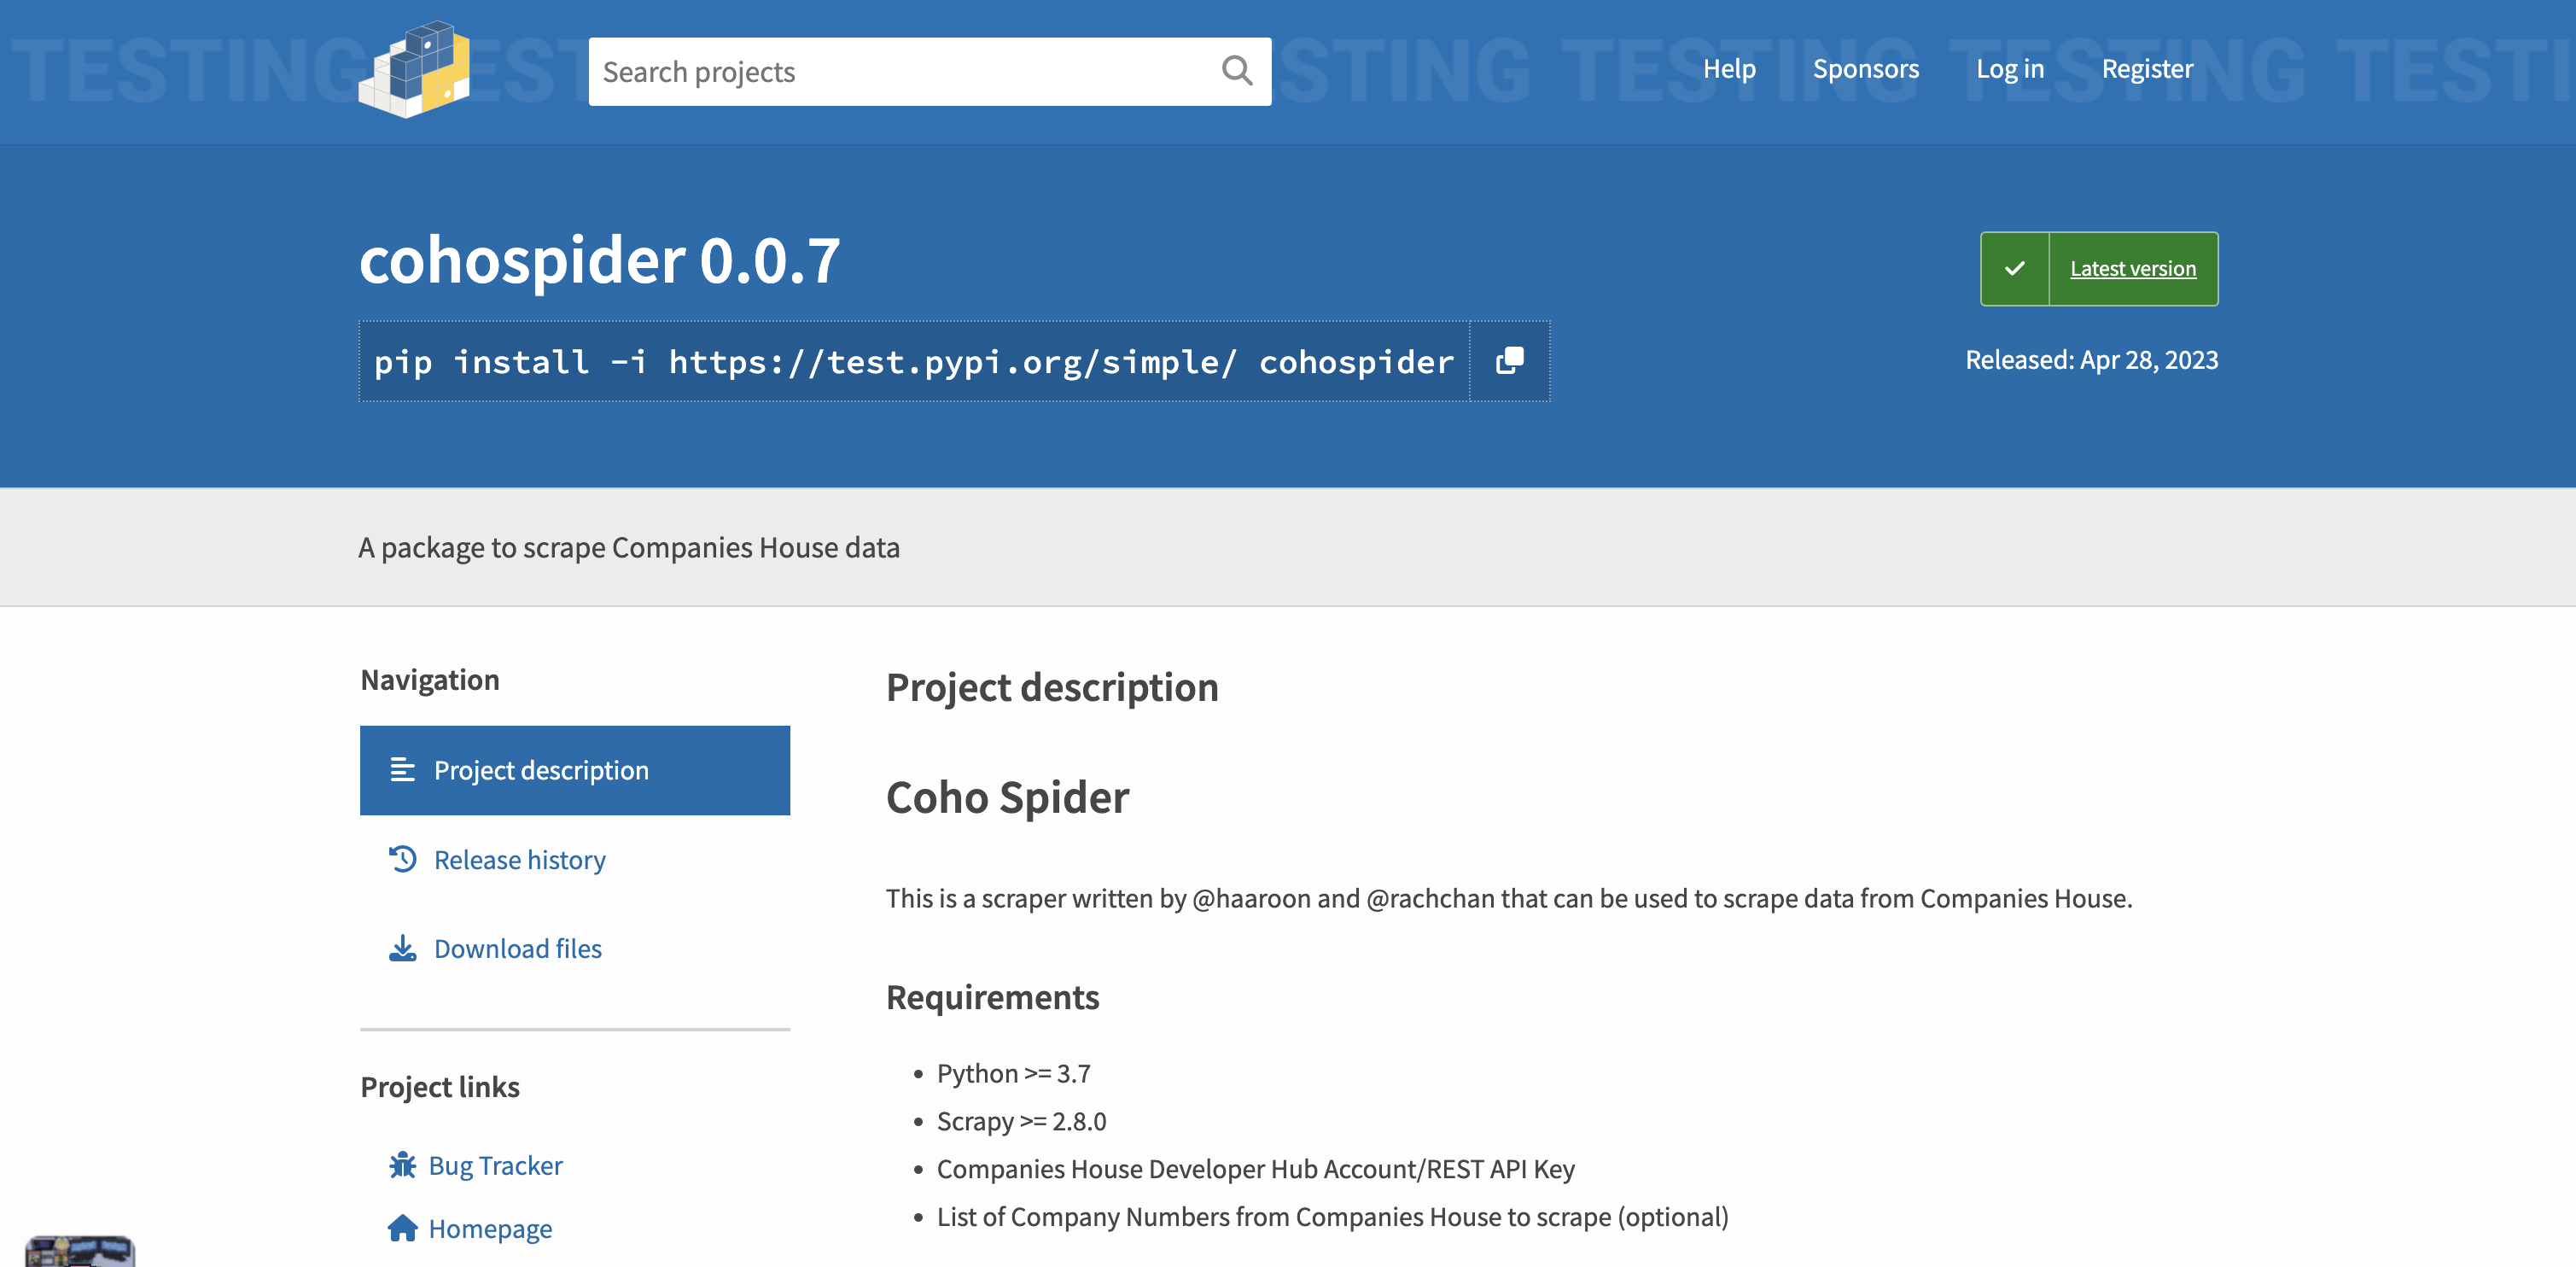 TESTING TESTING TESTING TESTING TESTING
Search projects
Help
Sponsors
Log in
Register
cohospider 0.0.7
Latest version
pip install -i https://test.pypi.org/simple/ cohospider
Released: Apr 28, 2023
A package to scrape Companies House data
Navigation
Project description
Release history
Download files
Project links
Bug Tracker
Homepage
Project description
Coho Spider
This is a scraper written by @haaroon and @rachchan that can be used to scrape data from Companies House.
Requirements
• Python >= 3.7
• Scrapy >= 2.8.0
• Companies House Developer Hub Account/REST API Key
• List of Company Numbers from Companies House to scrape (optional)